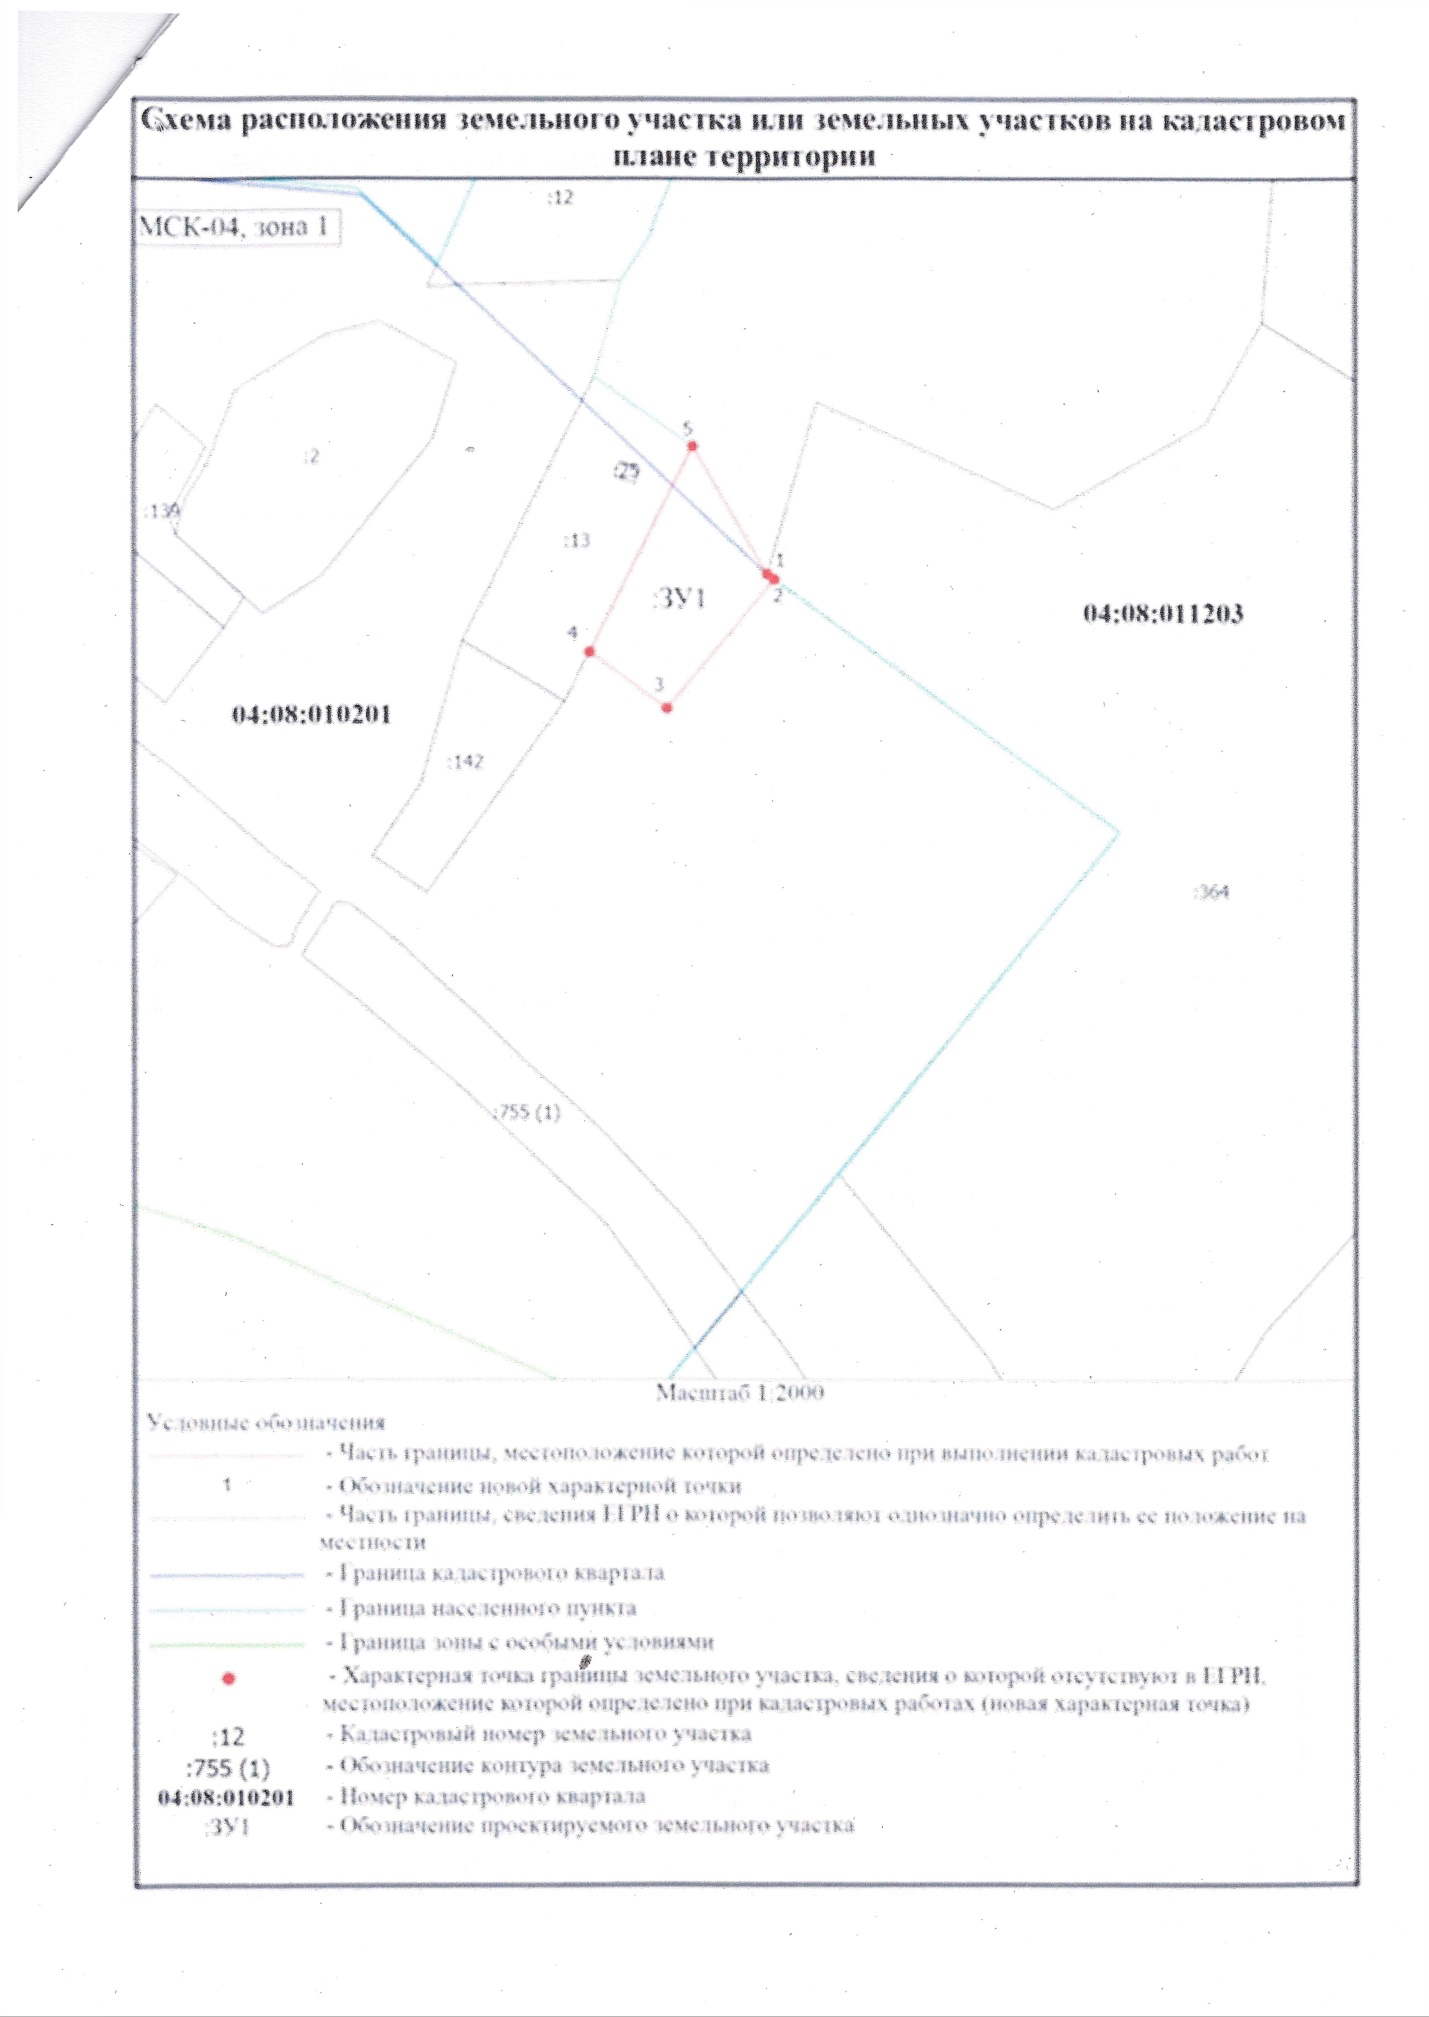 Схема расположения земельного участка или земельных участков на кадастровом
плане территории
:12
МСК-04, зона 1
5
:2
:139
:13
1
:ЗУ1
2
04:08:011203
4
3
04:08:010201
:142
:364
:755 (1)
Масштаб 1:2000
Условные обозначения
- Часть границы, местоположение которой определено при выполнении кадастровых работ
1 - Обозначение новой характерной точки
- Часть границы, сведения ЕГРН о которой позволяют однозначно определить ее положение на
местности
- Граница кадастрового квартала
- Граница населенного пункта
- Граница зоны с особыми условиями
- Характерная точка границы земельного участка, сведения о которой отсутствуют в ЕГРН,
местоположение которой определено при кадастровых работах (новая характерная точка)
:12 - Кадастровый номер земельного участка
:755 (1) - Обозначение контура земельного участка
04:08:010201 - Номер кадастрового квартала
:ЗУ1 - Обозначение проектируемого земельного участка